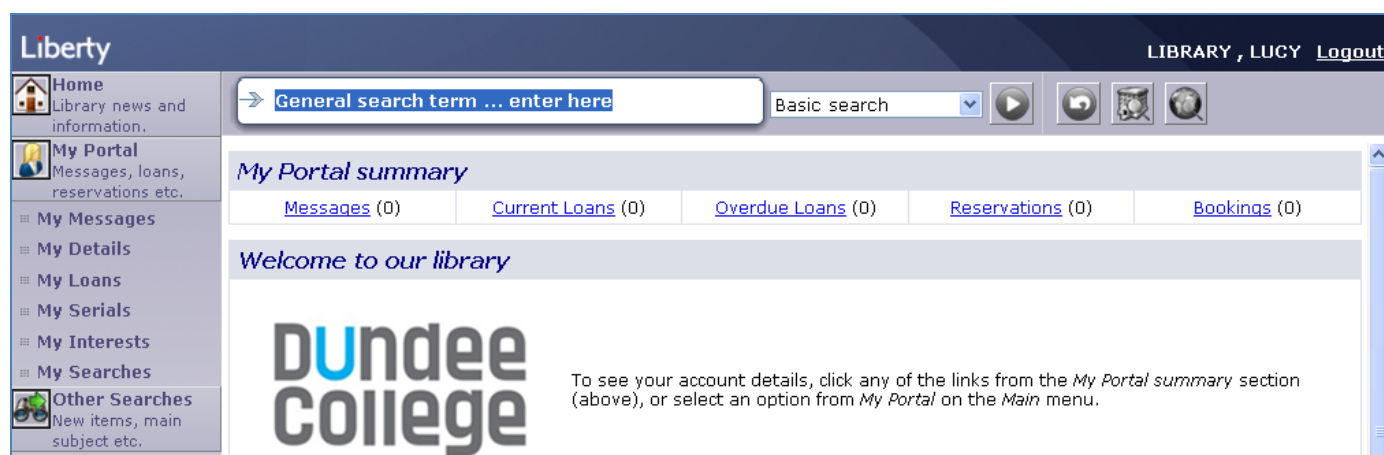 Liberty
LIBRARY , LUCY Logout
Home
Library news and
information.
My Portal
Messages, loans,
reservations etc.
My Messages
My Details
My Loans
My Serials
My Interests
My Searches
Other Searches
New items, main
subject etc.
General search term ... enter here
Basic search
My Portal summary
Messages (0) Current Loans (0) Overdue Loans (0) Reservations (0) Bookings (0)
Welcome to our library
Dundee
College
To see your account details, click any of the links from the My Portal summary section
(above), or select an option from My Portal on the Main menu.